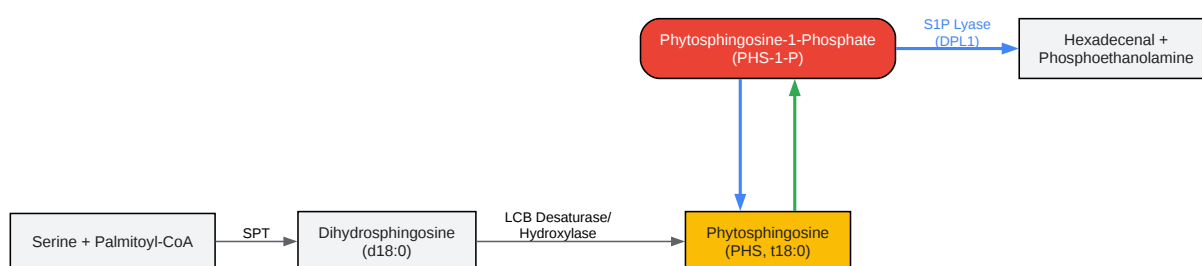 Phytosphingosine-1-Phosphate
(PHS-1-P)
S1P Lyase
(DPL1)
Hexadecenal +
Phosphoethanolamine
Serine + Palmitoyl-CoA
SPT
Dihydrosphingosine
(d18:0)
LCB Desaturase/
Hydroxylase
Phytosphingosine
(PHS, t18:0)